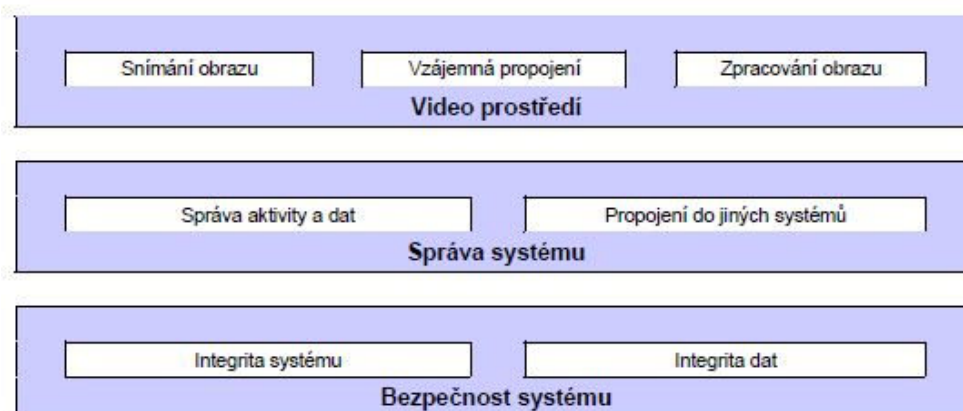 Snímání obrazu Vzájemná propojení Zpracování obrazu
Video prostředí
Správa aktivity a dat Propojení do jiných systémů
Správa systému
Integrita systému Integrita dat
Bezpečnost systému